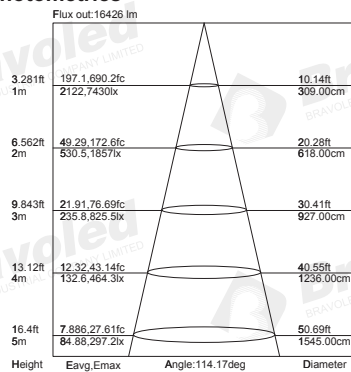 Flux out:16426 lm
3.281ft 197.1,690.2fc 10.14ft
1m 2122,7430lx 309.00cm
6.562ft 49.29,172.6fc 20.28ft
2m 530.5,1857lx 618.00cm
9.843ft 21.91,76.69fc 30.41ft
3m 235.8,825.5lx 927.00cm
13.12ft 12.32,43.14fc 40.55ft
4m 132.6,464.3lx 1236.00cm
16.4ft 7.886,27.61fc 50.69ft
5m 84.88,297.2lx 1545.00cm
Height Eavg,Emax Angle:114.17deg Diameter